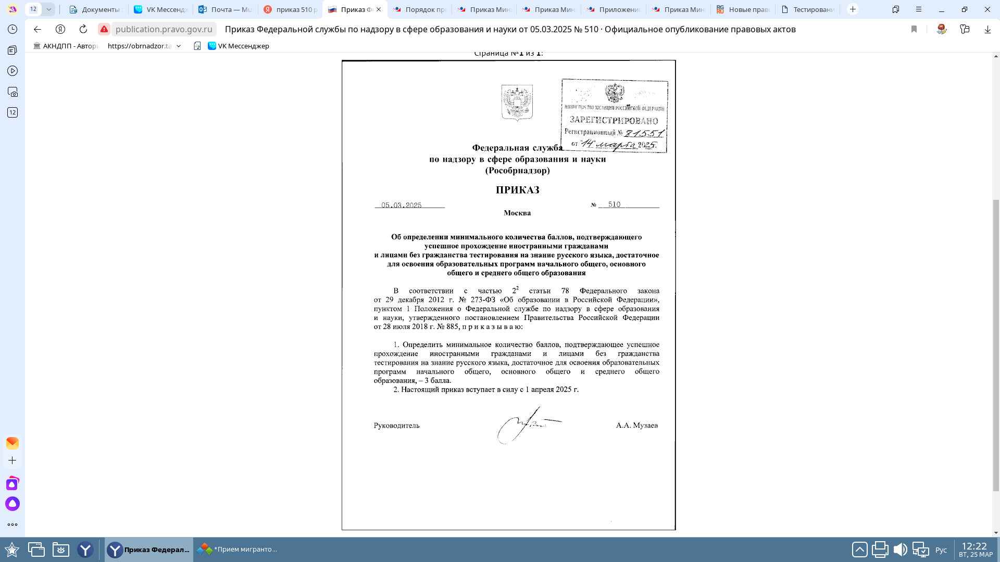 12
Документы
VK Мессендж
Почта — Mu
приказ 510 р
Приказ Фе
Порядок при
Приказ Мин
Приказ Мин
Приложение
Приказ Мин
Новые прав
Тестировани
publication.pravo.gov.ru
Приказ Федеральной службы по надзору в сфере образования и науки от 05.03.2025 № 510 · Официальное опубликование правовых актов
АКНДПП - Автори
https://obrnadzor.ta
VK Мессенджер
12
Страница №1 из 1:
МИНИСТЕРСТВО ЮСТИЦИИ РОССИЙСКОЙ ФЕДЕРАЦИИ
ЗАРЕГИСТРИРОВАНО
Регистрационный № 81551
от "14" марта 2025.
Федеральная служба
по надзору в сфере образования и науки
(Рособрнадзор)
ПРИКАЗ
05.03.2025
№ 510
Москва
Об определении минимального количества баллов, подтверждающего
успешное прохождение иностранными гражданами
и лицами без гражданства тестирования на знание русского языка, достаточное
для освоения образовательных программ начального общего, основного
общего и среднего общего образования
В соответствии с частью 2² статьи 78 Федерального закона
от 29 декабря 2012 г. № 273-ФЗ «Об образовании в Российской Федерации»,
пунктом 1 Положения о Федеральной службе по надзору в сфере образования
и науки, утвержденного постановлением Правительства Российской Федерации
от 28 июля 2018 г. № 885, п р и к а з ы в а ю:
1. Определить минимальное количество баллов, подтверждающее успешное
прохождение иностранными гражданами и лицами без гражданства
тестирования на знание русского языка, достаточное для освоения образовательных
программ начального общего, основного общего и среднего общего
образования, – 3 балла.
2. Настоящий приказ вступает в силу с 1 апреля 2025 г.
Руководитель
А.А. Музаев
Приказ Федерал...
*Прием мигранто...
Рус
12:22
ВТ, 25 МАР